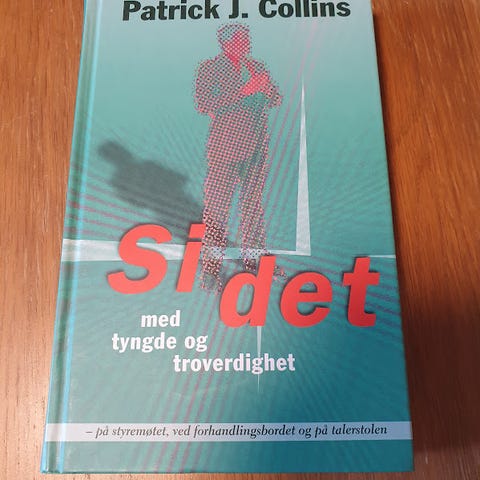 Patrick J. Collins
Si det
med
tyngde og
troverdighet
– på styremøtet, ved forhandlingsbordet og på talerstolen